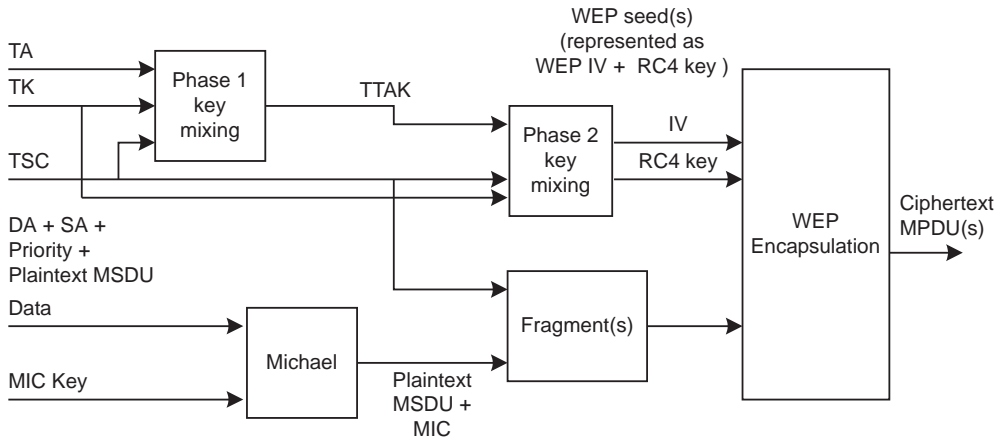 WEP seed(s)
(represented as
WEP IV + RC4 key )
TA
TK
Phase 1
key
mixing
TTAK
TSC
Phase 2
key
mixing
IV
RC4 key
DA + SA +
Priority +
Plaintext MSDU
WEP
Encapsulation
Ciphertext
MPDU(s)
Data
MIC Key
Michael
Plaintext
MSDU +
MIC
Fragment(s)